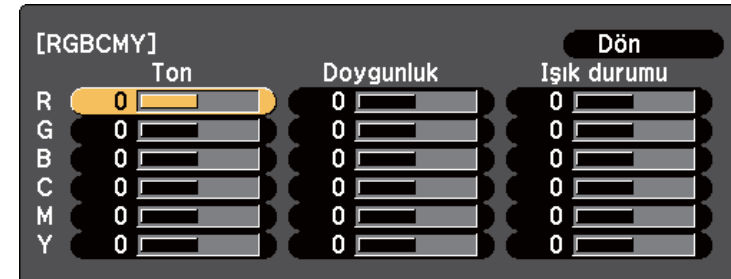 [RGBCMY] Dön
Ton Doygunluk Işık durumu
R 0 0 0
G 0 0 0
B 0 0 0
C 0 0 0
M 0 0 0
Y 0 0 0